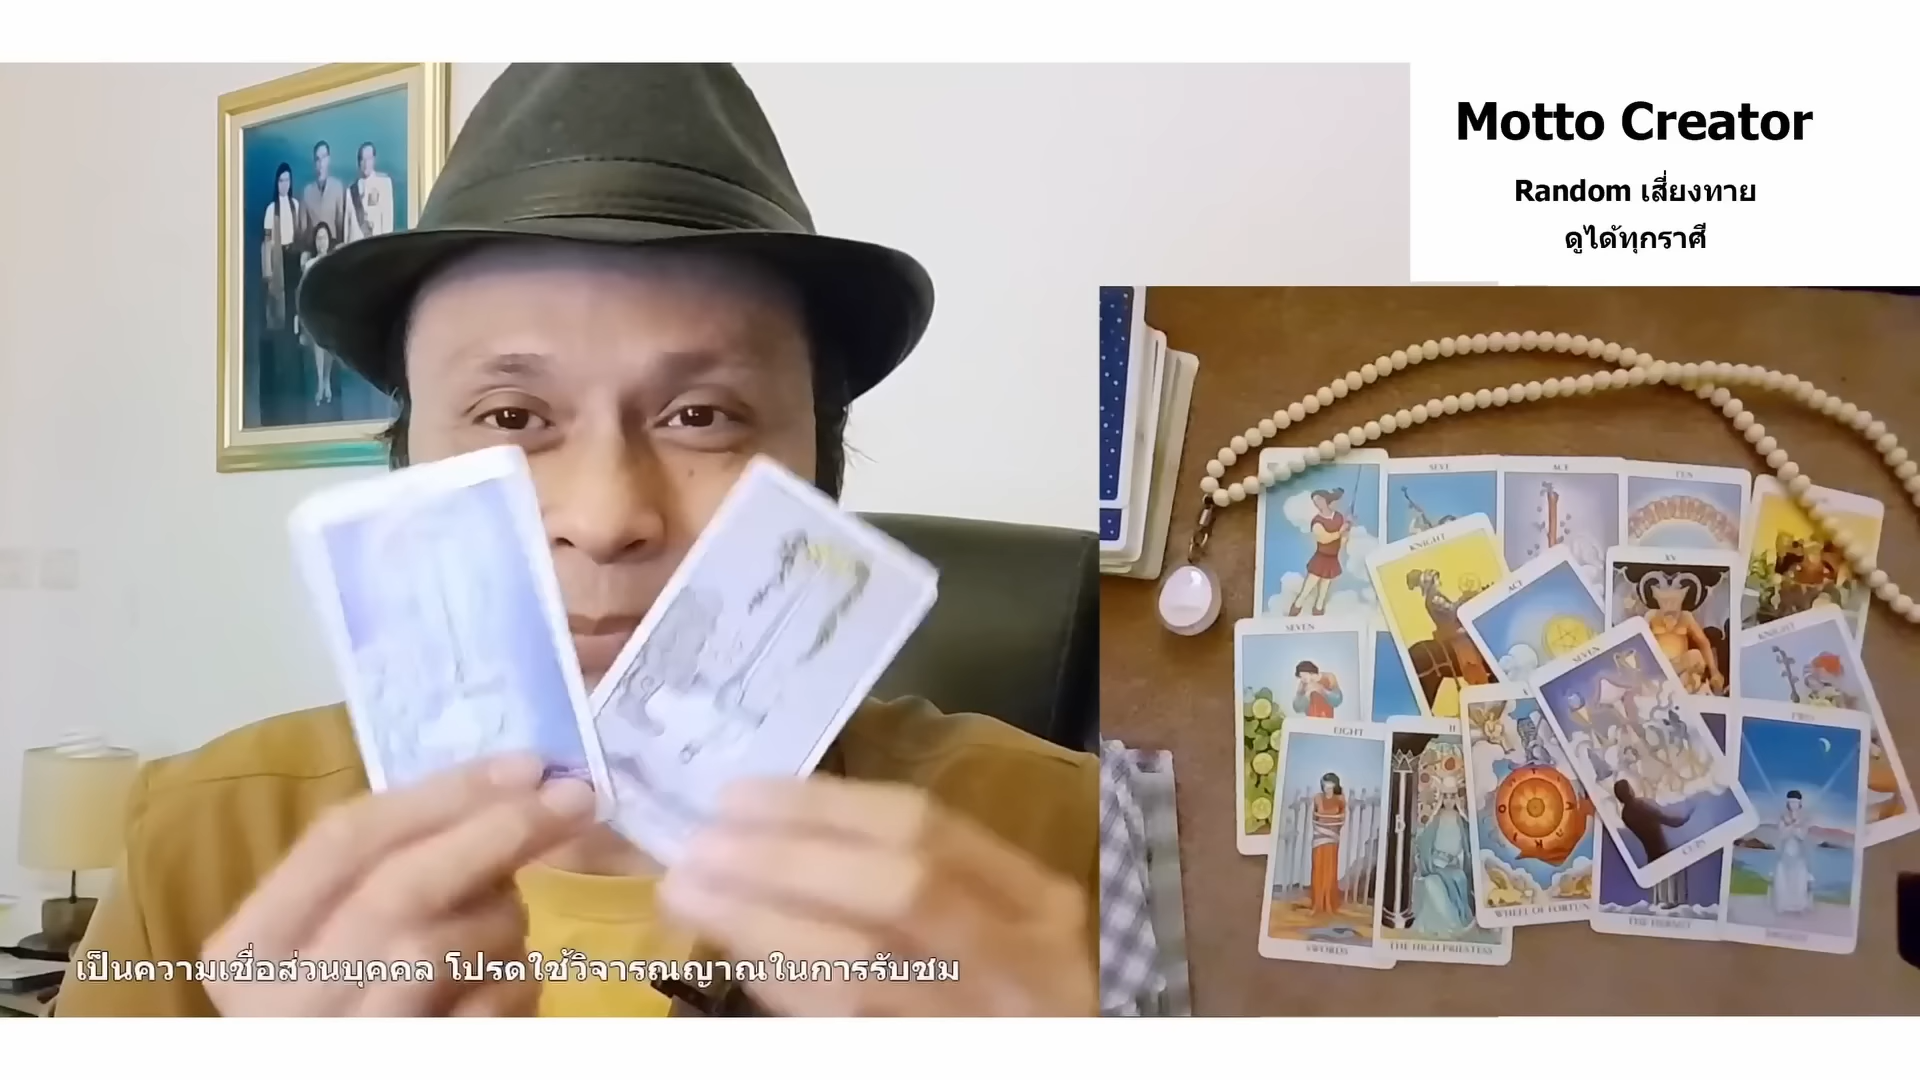 Motto Creator
Random เสี่ยงทาย
ดูได้ทุกราศี
เป็นความเชื่อส่วนบุคคล โปรดใช้วิจารณญาณในการรับชม
ACE
TEN
KNIGHT
ACE
XV
SEVEN
SEVEN
KNIGHT
EIGHT
II
TWO
CUPS
WHEEL OF FORTUN
THE HERMIT
SWORDS
THE HIGH PRIESTESS